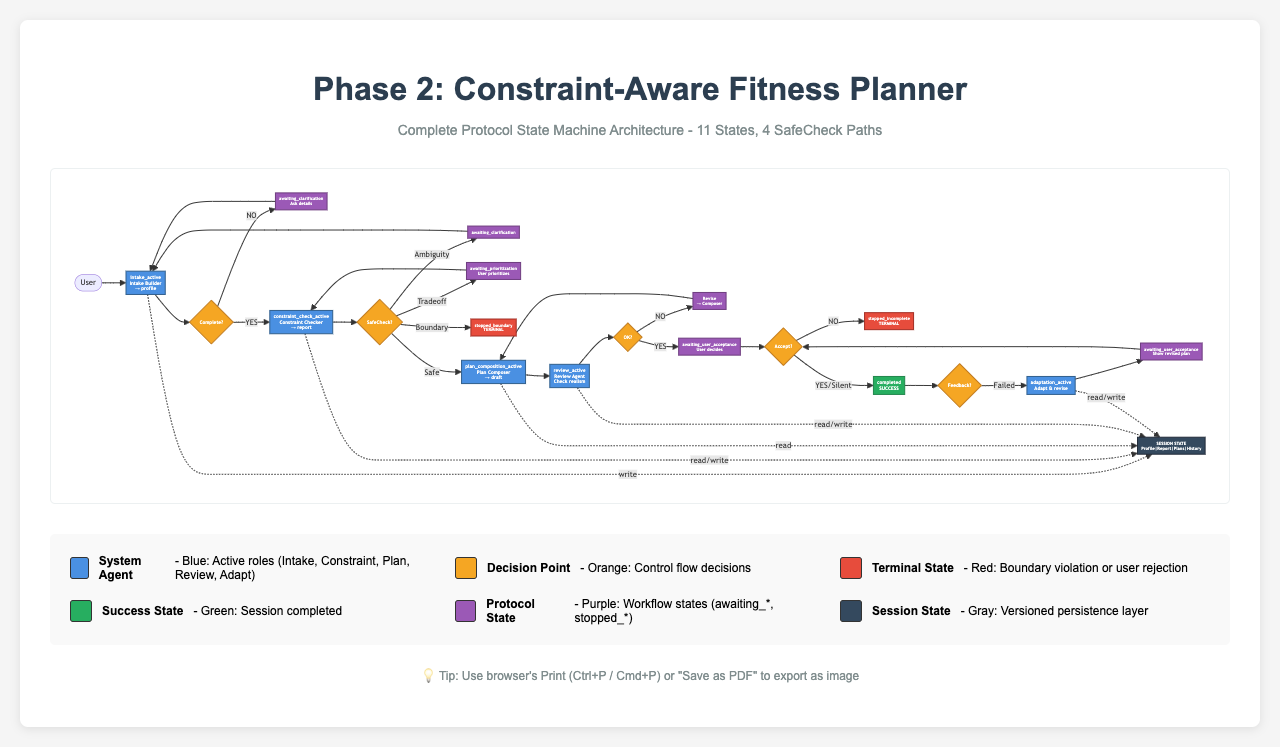 Phase 2: Constraint-Aware Fitness Planner
Complete Protocol State Machine Architecture - 11 States, 4 SafeCheck Paths
awaiting_clarification
Ask details
NO
awaiting_clarification
Ambiguity
awaiting_prioritization
User prioritizes
User
intake_active
Intake Builder
→ profile
Tradeoff
Revise
→ Composer
Complete?
YES
constraint_check_active
Constraint Checker
→ report
SafeCheck?
Boundary
stopped_boundary
TERMINAL
NO
OK?
YES
awaiting_user_acceptance
User decides
Accept?
NO
stopped_incomplete
TERMINAL
awaiting_user_acceptance
Show revised plan
Safe
plan_composition_active
Plan Composer
→ draft
review_active
Review Agent
Check realism
YES/Silent
completed
SUCCESS
Feedback?
Failed
adaptation_active
Adapt & revise
read/write
read/write
read
read/write
write
SESSION STATE
Profile|Report|Plans|History
System Agent - Blue: Active roles (Intake, Constraint, Plan, Review, Adapt)
Decision Point - Orange: Control flow decisions
Terminal State - Red: Boundary violation or user rejection
Success State - Green: Session completed
Protocol State - Purple: Workflow states (awaiting_*, stopped_*)
Session State - Gray: Versioned persistence layer
💡 Tip: Use browser's Print (Ctrl+P / Cmd+P) or "Save as PDF" to export as image